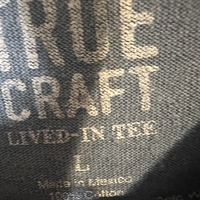 TRUE
CRAFT
LIVED-IN TEE
L
Made in Mexico
100% Cotton